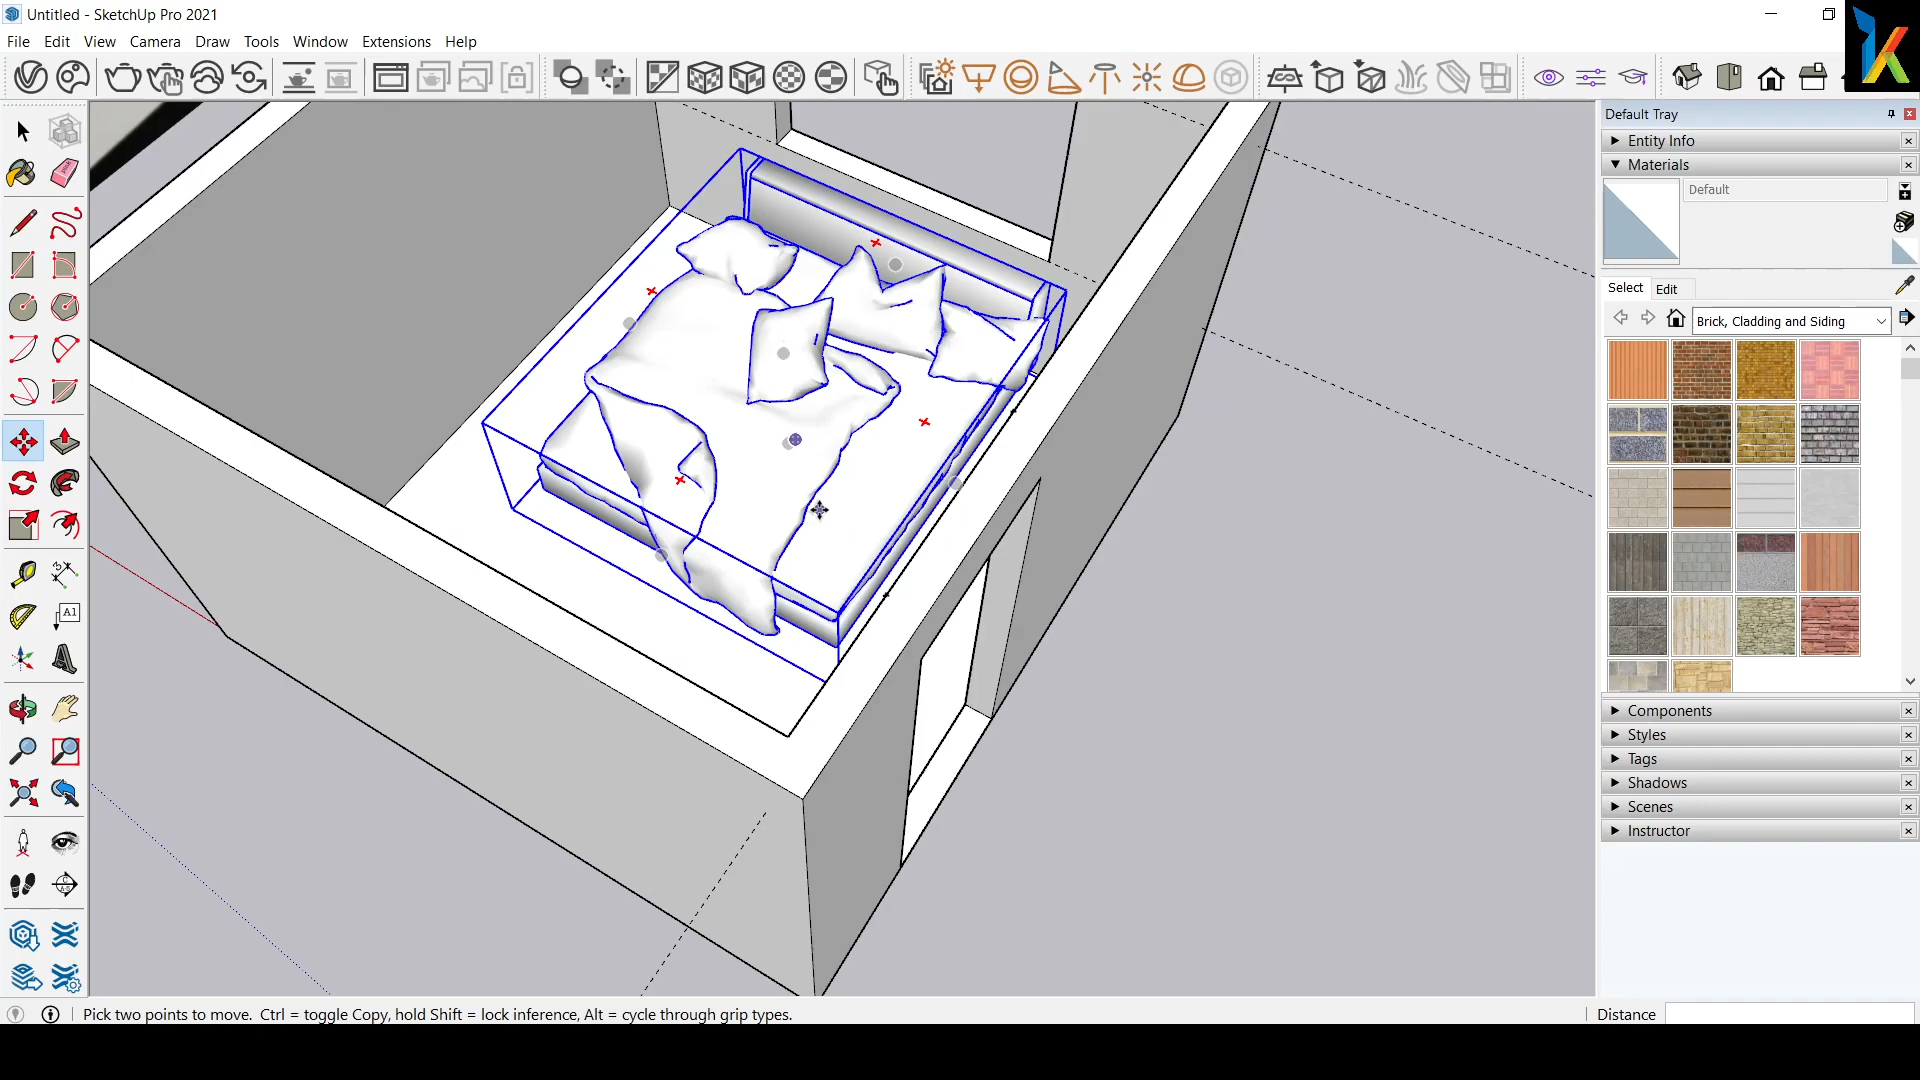 Untitled - SketchUp Pro 2021
File Edit View Camera Draw Tools Window Extensions Help
Default Tray
Entity Info
Materials
Default
Select Edit
Brick, Cladding and Siding
A1
Components
Styles
Tags
Shadows
Scenes
Instructor
Pick two points to move. Ctrl = toggle Copy, hold Shift = lock inference, Alt = cycle through grip types.
Distance